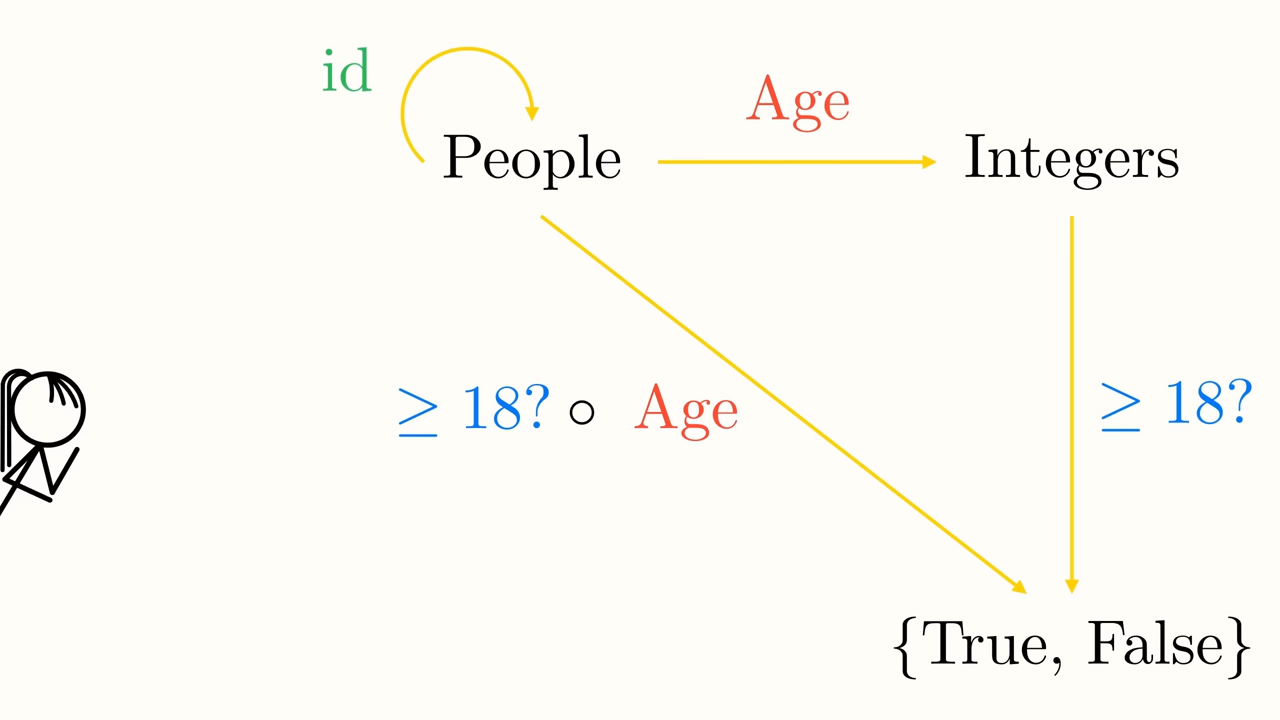 id
Age
People
Integers
≥ 18? ∘ Age
≥ 18?
{True, False}